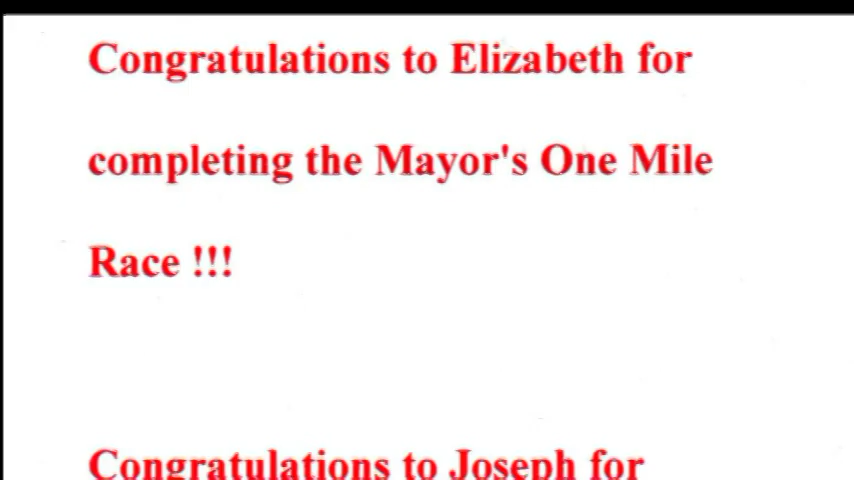 Congratulations to Elizabeth for
completing the Mayor's One Mile
Race !!!
Congratulations to Joseph for